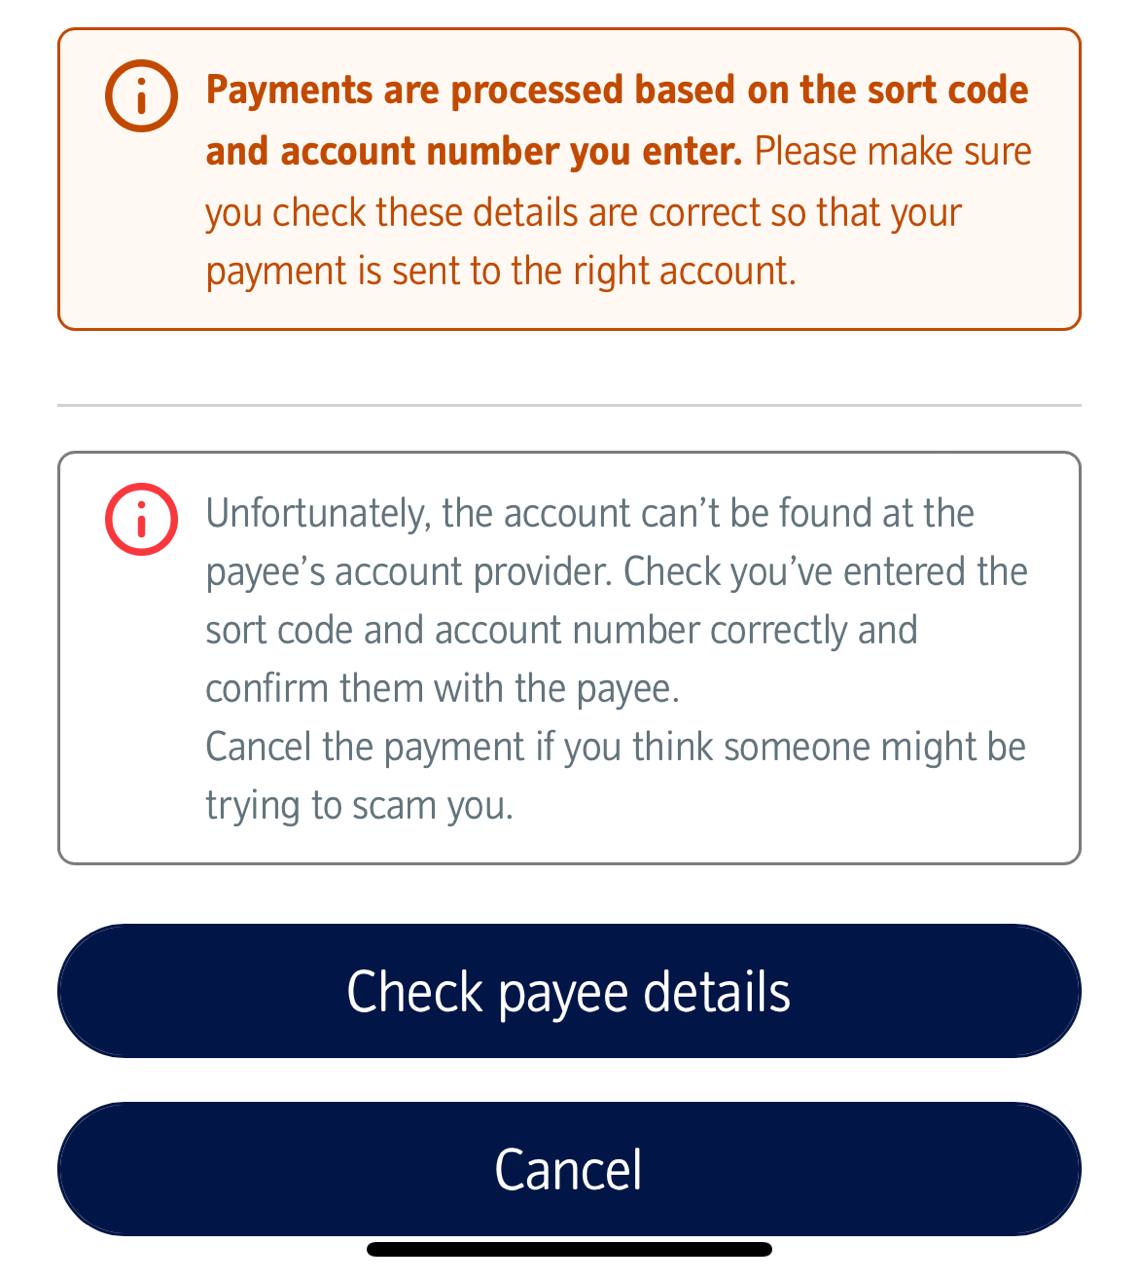 Payments are processed based on the sort code
and account number you enter. Please make sure
you check these details are correct so that your
payment is sent to the right account.
Unfortunately, the account can’t be found at the
payee’s account provider. Check you’ve entered the
sort code and account number correctly and
confirm them with the payee.
Cancel the payment if you think someone might be
trying to scam you.
Check payee details
Cancel